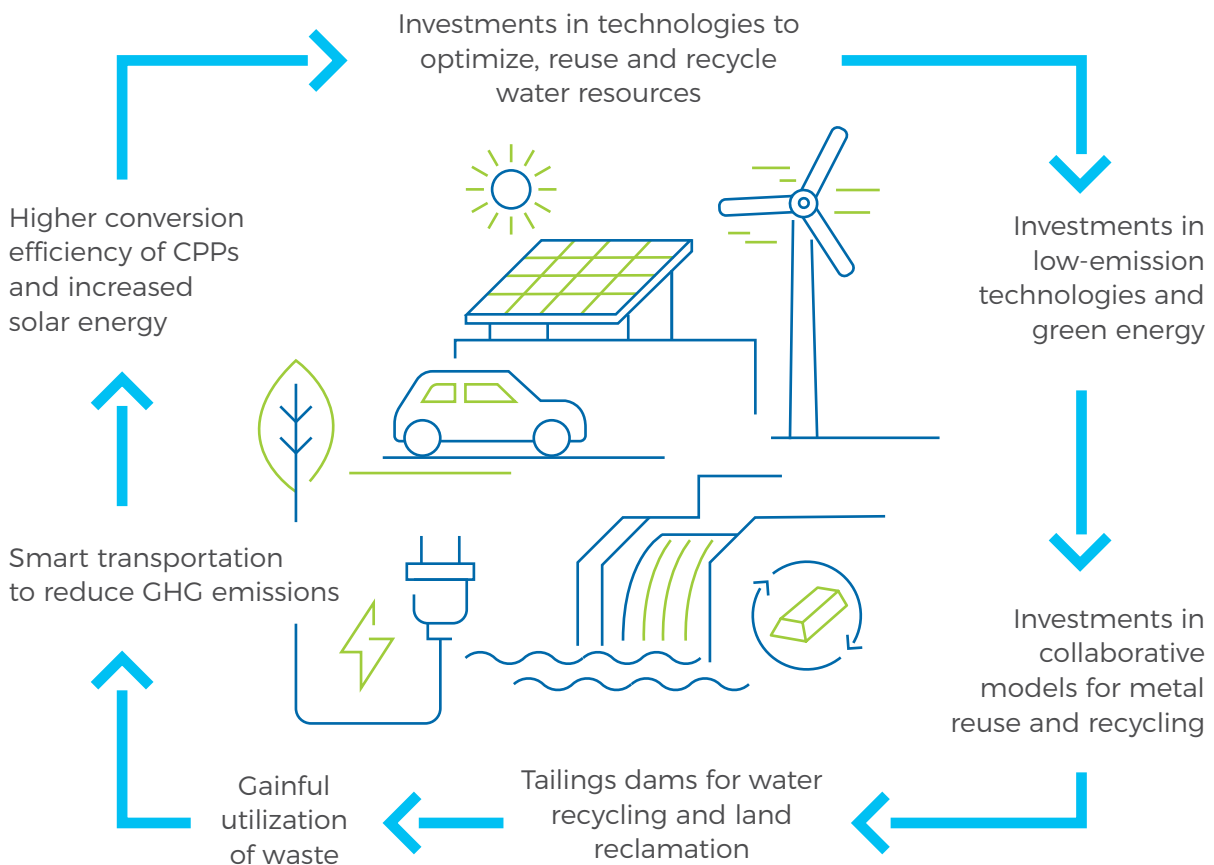 Investments in technologies to
optimize, reuse and recycle
water resources
Investments in
low-emission
technologies and
green energy
Investments in
collaborative
models for metal
reuse and recycling
Tailings dams for water
recycling and land
reclamation
Gainful
utilization
of waste
Smart transportation
to reduce GHG emissions
Higher conversion
efficiency of CPPs
and increased
solar energy